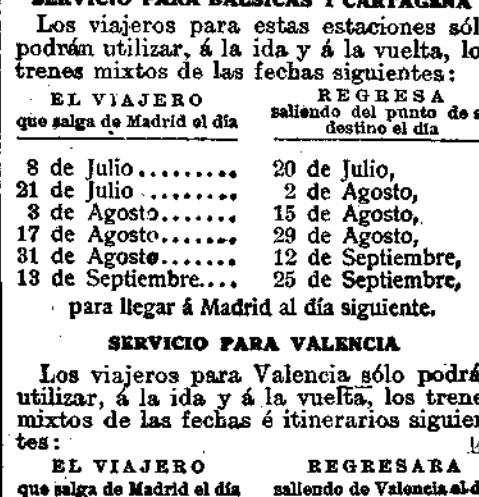 SERVICIO PARA BALSICAS Y CARTAGENA
Los viajeros para estas estaciones sól
podrán utilizar, á la ida y á la vuelta, lo
trenes mixtos de las fechas siguientes:
EL VIAJERO
que salga de Madrid el día
REGRESA
saliendo del punto de s
destino el día
8 de Julio......... 20 de Julio,
21 de Julio ......... 2 de Agosto,
3 de Agosto....... 15 de Agosto,
17 de Agosto....... 29 de Agosto,
31 de Agosto....... 12 de Septiembre,
13 de Septiembre.... 25 de Septiembre,
para llegar á Madrid al día siguiente.
SERVICIO PARA VALENCIA
Los viajeros para Valencia sólo podrá
utilizar, á la ida y á la vuelta, los trene
mixtos de las fechas é itinerarios siguien
tes:
EL VIAJERO
que salga de Madrid el día
REGRESARA
saliendo de Valencia el d